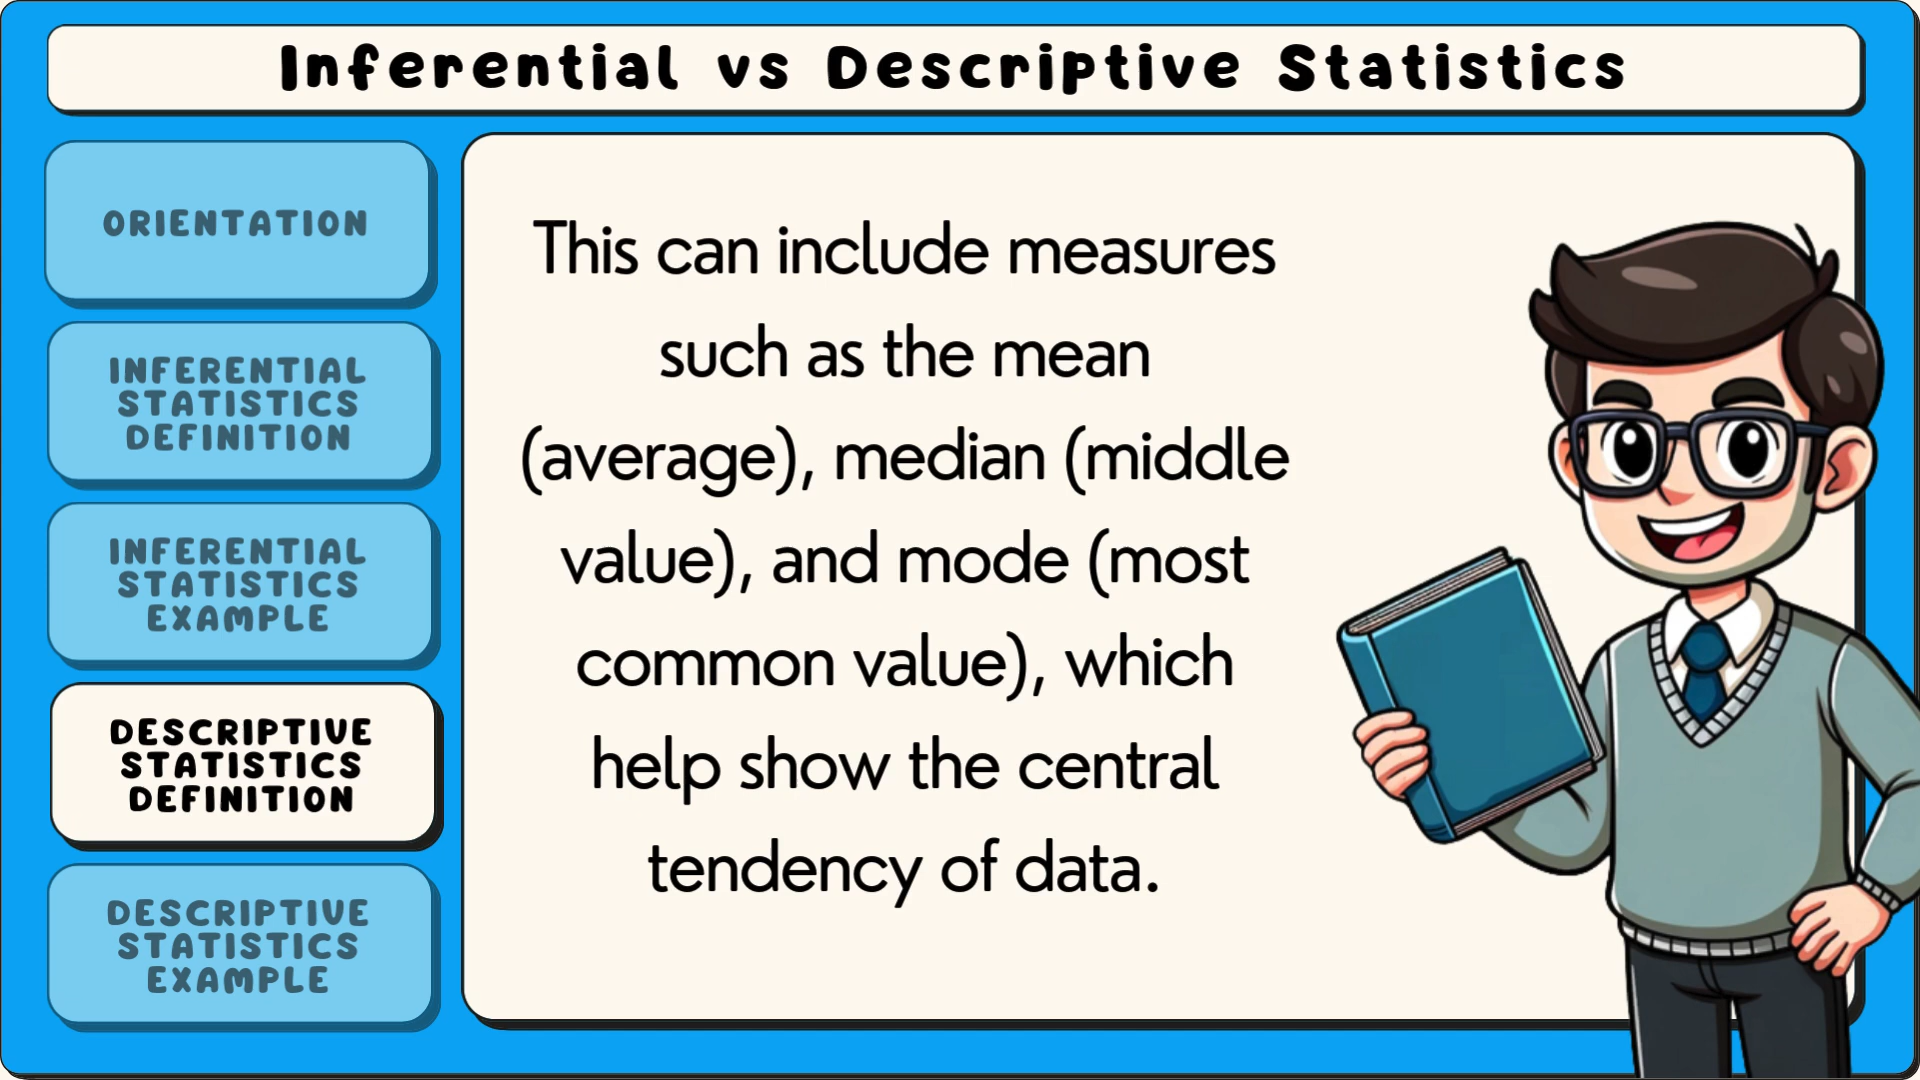 Inferential vs Descriptive Statistics
ORIENTATION
INFERENTIAL
STATISTICS
DEFINITION
INFERENTIAL
STATISTICS
EXAMPLE
DESCRIPTIVE
STATISTICS
DEFINITION
DESCRIPTIVE
STATISTICS
EXAMPLE
This can include measures
such as the mean
(average), median (middle
value), and mode (most
common value), which
help show the central
tendency of data.